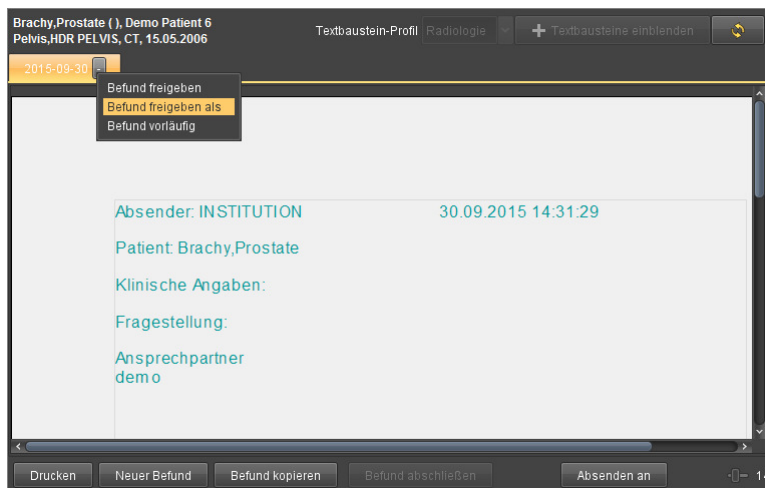 Brachy,Prostate ( ), Demo Patient 6
Pelvis,HDR PELVIS, CT, 15.05.2006
Textbaustein-Profil Radiologie
Textbausteine einblenden
2015-09-30
Befund freigeben
Befund freigeben als
Befund vorläufig
Absender: INSTITUTION 30.09.2015 14:31:29
Patient: Brachy,Prostate
Klinische Angaben:
Fragestellung:
Ansprechpartner
demo
Drucken Neuer Befund Befund kopieren Befund abschließen Absenden an